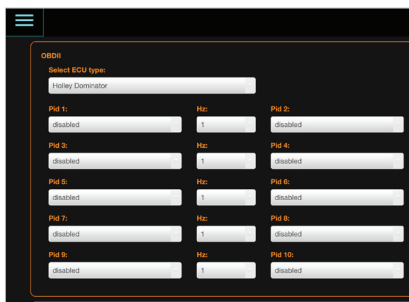 OBDII
Select ECU type:
Holley Dominator
Pid 1: Hz: Pid 2:
disabled 1 disabled
Pid 3: Hz: Pid 4:
disabled 1 disabled
Pid 5: Hz: Pid 6:
disabled 1 disabled
Pid 7: Hz: Pid 8:
disabled 1 disabled
Pid 9: Hz: Pid 10:
disabled 1 disabled